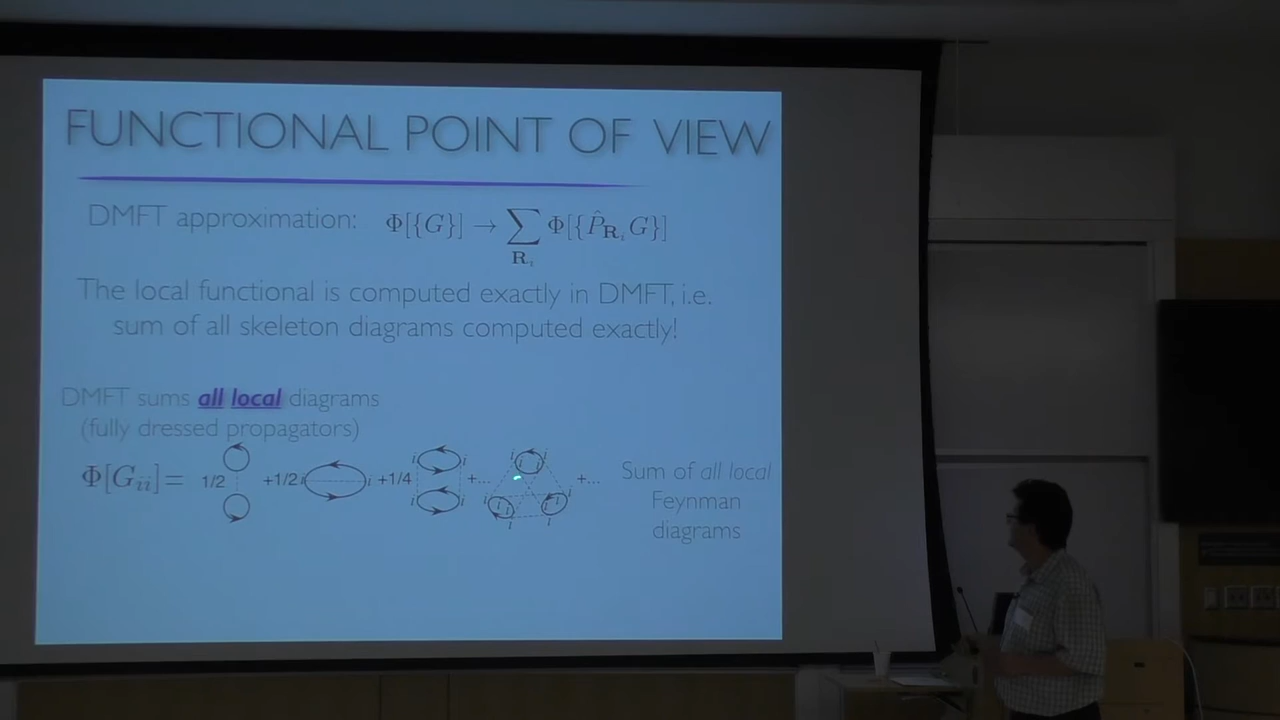 FUNCTIONAL POINT OF VIEW
DMFT approximation: Φ[{G}] → ∑_{R_i} Φ[{P̂_{R_i}G}]
The local functional is computed exactly in DMFT, i.e.
sum of all skeleton diagrams computed exactly!
DMFT sums all local diagrams
(fully dressed propagators)
Φ[G_{ii}]= 1/2 +1/2 i i +1/4 i i i i +... i i i i i i +...
Sum of all local
Feynman
diagrams